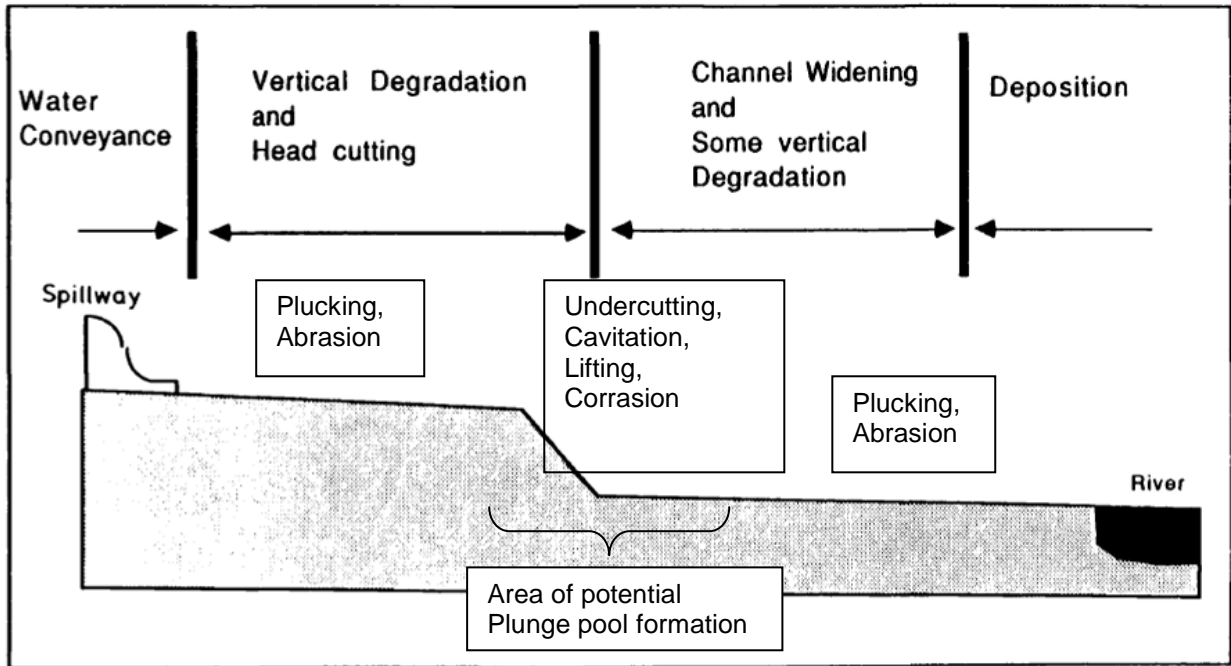 Water
Conveyance
Vertical Degradation
and
Head cutting
Channel Widening
and
Some vertical
Degradation
Deposition
Spillway
Plucking,
Abrasion
Undercutting,
Cavitation,
Lifting,
Corrasion
Plucking,
Abrasion
River
Area of potential
Plunge pool formation